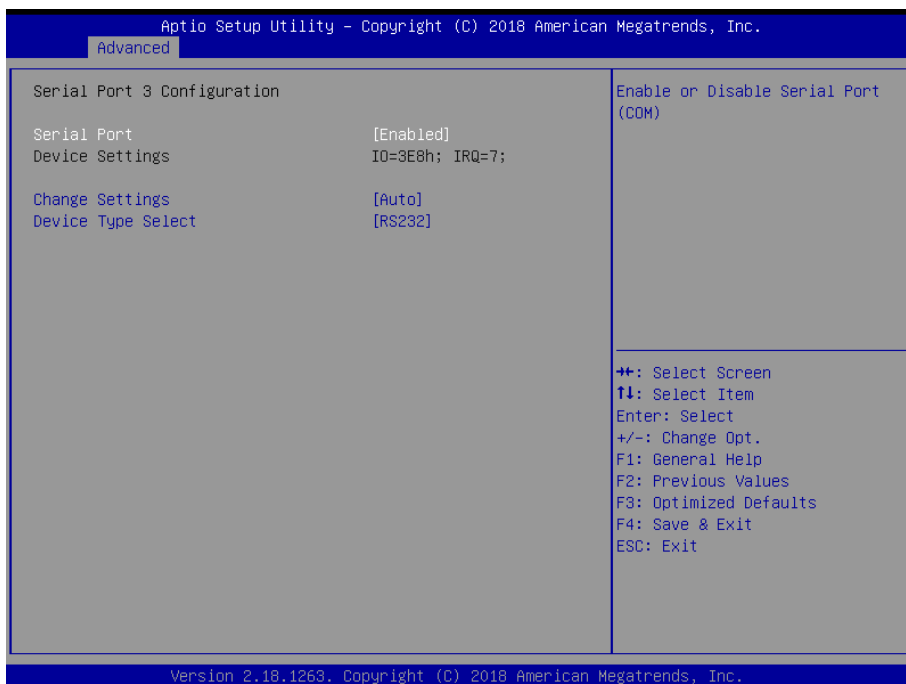 Aptio Setup Utility – Copyright (C) 2018 American Megatrends, Inc.
Advanced
Serial Port 3 Configuration
Serial Port [Enabled]
Device Settings IO=3E8h; IRQ=7;
Change Settings [Auto]
Device Type Select [RS232]
Enable or Disable Serial Port
(COM)
→←: Select Screen
↑↓: Select Item
Enter: Select
+/-: Change Opt.
F1: General Help
F2: Previous Values
F3: Optimized Defaults
F4: Save & Exit
ESC: Exit
Version 2.18.1263. Copyright (C) 2018 American Megatrends, Inc.